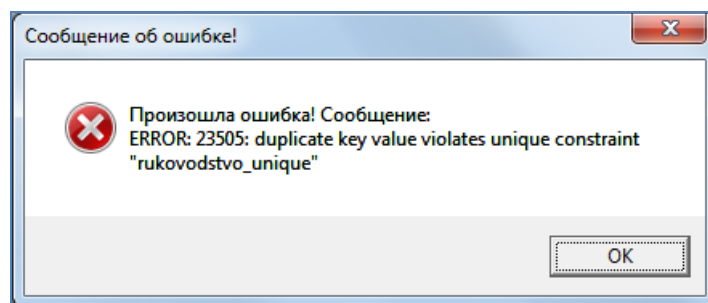 Сообщение об ошибке!
Произошла ошибка! Сообщение:
ERROR: 23505: duplicate key value violates unique constraint
"rukovodstvo_unique"
OK